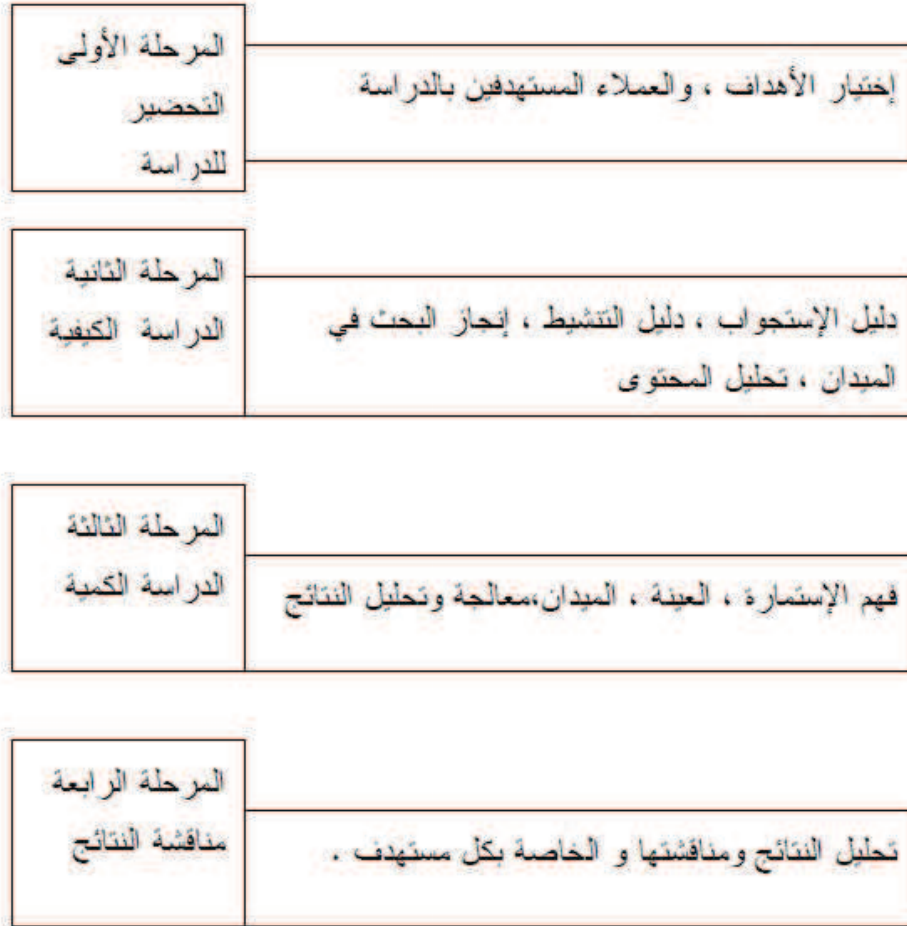 المرحلة الأولى
التحضير
للدراسة
إختيار الأهداف ، والعملاء المستهدفين بالدراسة
المرحلة الثانية
الدراسة الكيفية
دليل الإستجواب ، دليل التنشيط ، إنجاز البحث في
الميدان ، تحليل المحتوى
المرحلة الثالثة
الدراسة الكمية
فهم الإستمارة ، العينة ، الميدان،معالجة وتحليل النتائج
المرحلة الرابعة
مناقشة النتائج
تحليل النتائج ومناقشتها و الخاصة بكل مستهدف .